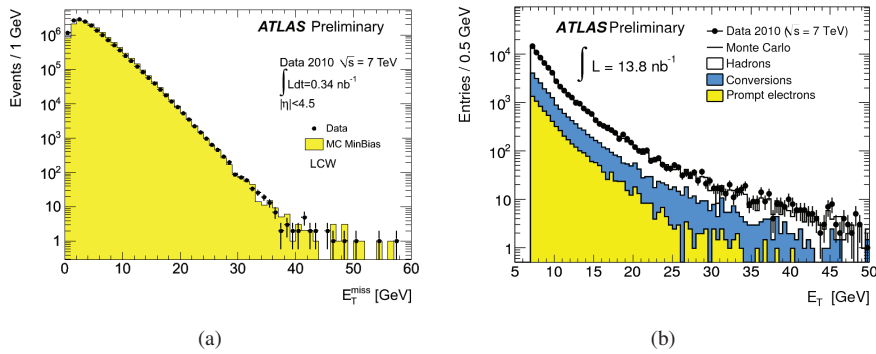 ATLAS Preliminary
Data 2010 √s = 7 TeV
∫Ldt=0.34 nb⁻¹
|η|<4.5
Data
MC MinBias
LCW
Events / 1 GeV
10⁶
10⁵
10⁴
10³
10²
10
1
0 10 20 30 40 50 60
E_T^miss [GeV]
(a)
ATLAS Preliminary
∫ L = 13.8 nb⁻¹
Data 2010 (√s = 7 TeV)
Monte Carlo
Hadrons
Conversions
Prompt electrons
Entries / 0.5 GeV
10⁴
10³
10²
10
1
5 10 15 20 25 30 35 40 45 50
E_T [GeV]
(b)